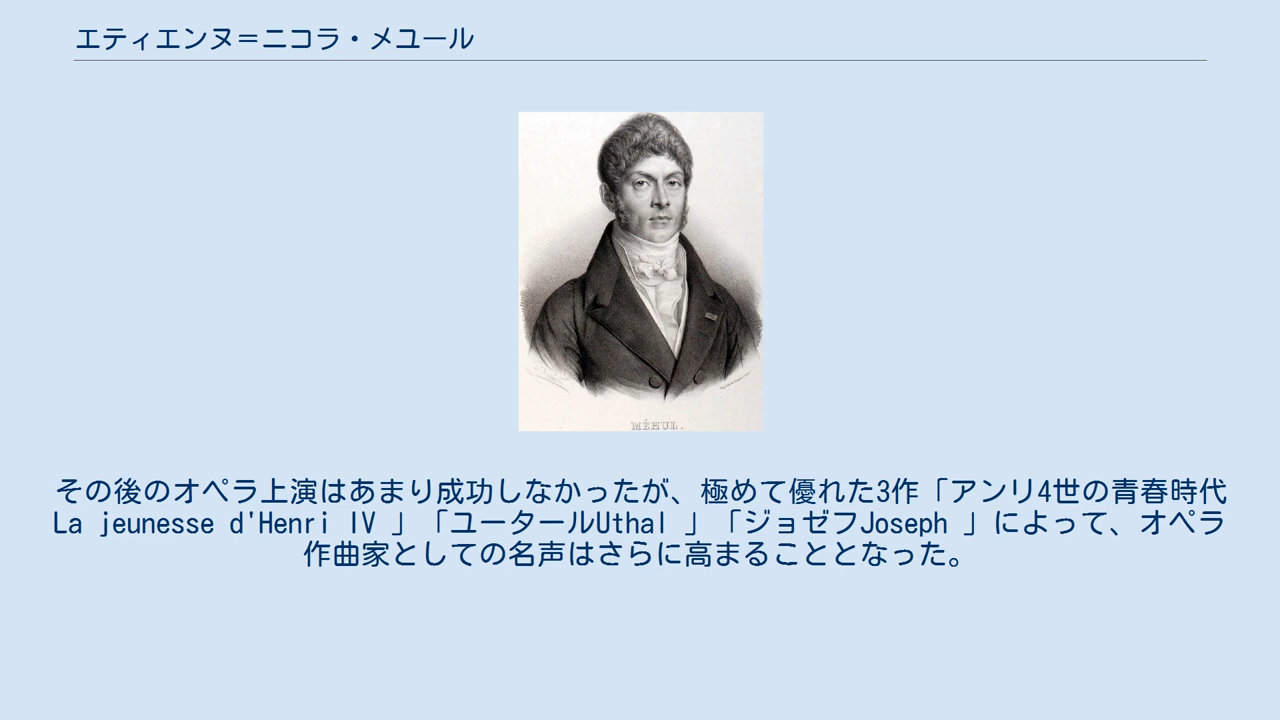 エティエンヌ＝ニコラ・メユール
MÉHUL.
その後のオペラ上演はあまり成功しなかったが、極めて優れた3作「アンリ4世の青春時代
La jeunesse d'Henri IV 」「ユータールUthal 」「ジョゼフJoseph 」によって、オペラ
作曲家としての名声はさらに高まることとなった。